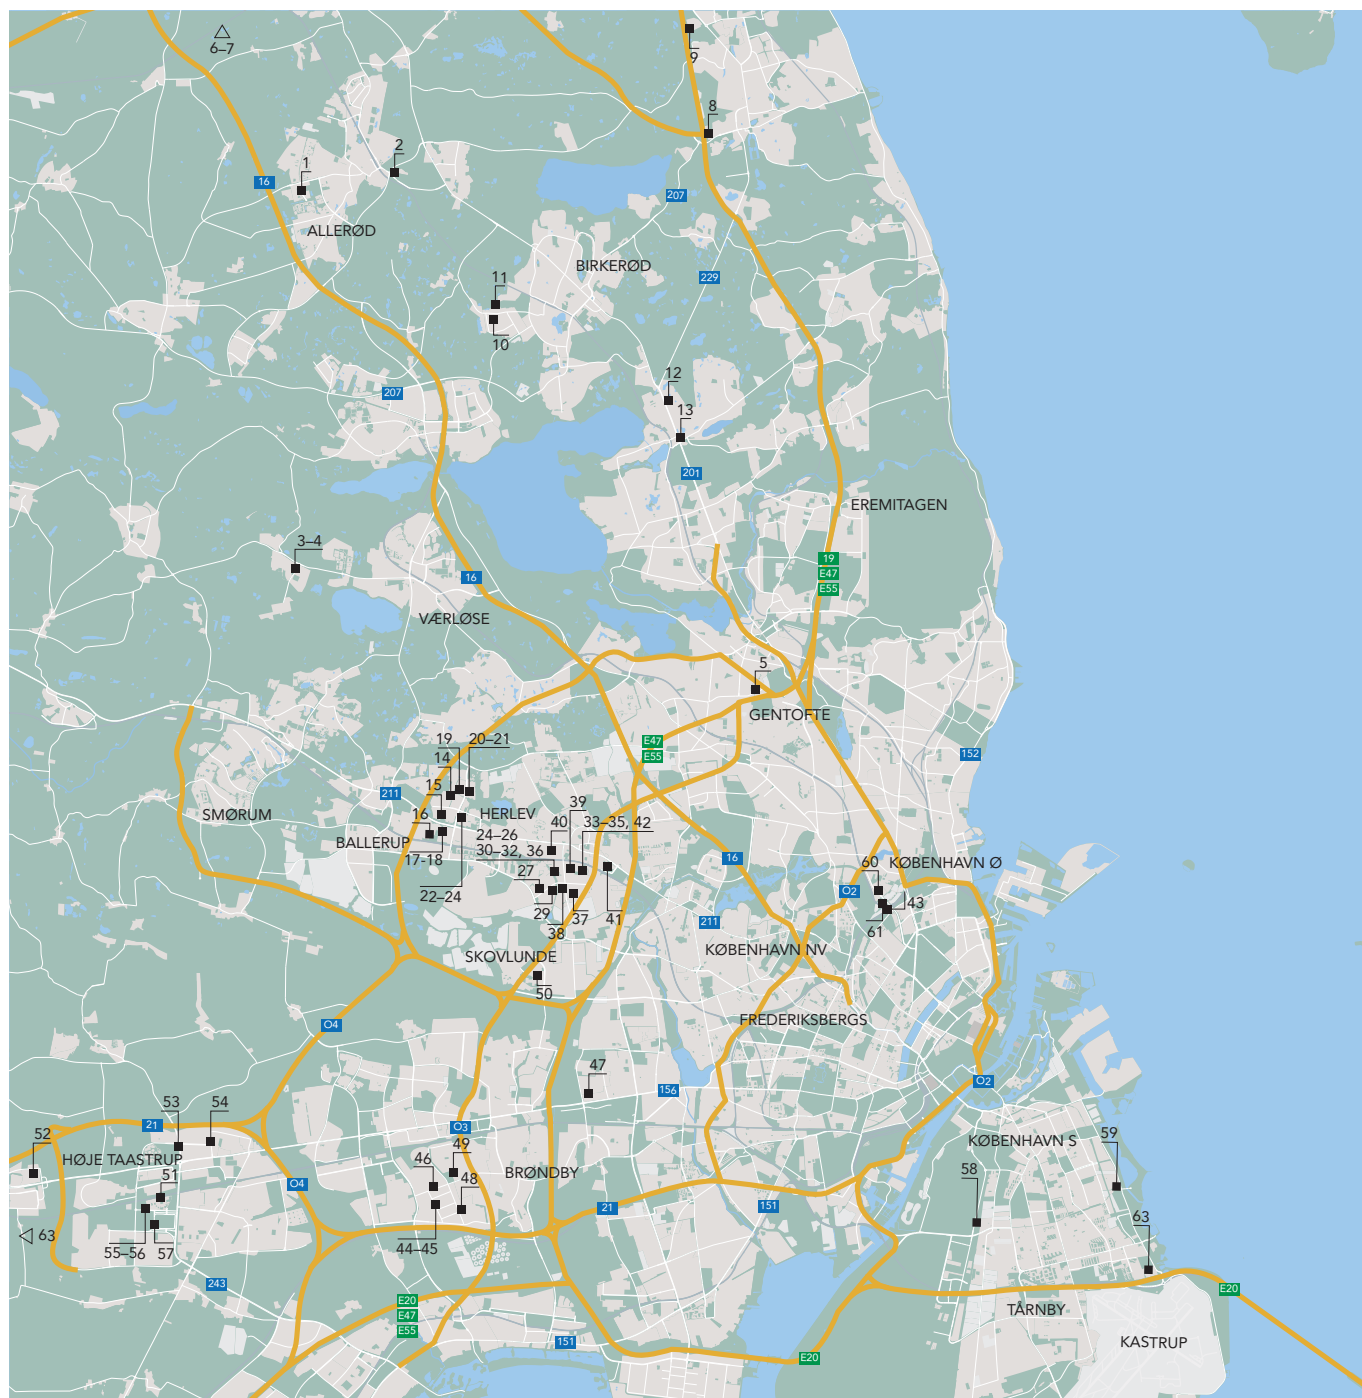 6–7
9
8
2
1
16
207
ALLERØD
BIRKERØD
229
11
10
12
207
13
201
EREMITAGEN
3–4
19
E47
E55
16
VÆRLØSE
5
GENTOFTE
E47
E55
152
19
20–21
14
15
211
16
SMØRUM
HERLEV
39
BALLERUP
24–26
40
33–35, 42
30–32, 36
17-18
27
16
60
KØBENHAVN Ø
O2
22–24
29
37
41
43
38
211
61
SKOVLUNDE
KØBENHAVN NV
50
O4
FREDERIKSBERGS
47
156
O2
53
54
21
O3
52
HØJE TAASTRUP
49
KØBENHAVN S
59
46
BRØNDBY
51
48
58
O4
21
151
63
63
55–56
57
44–45
243
E20
E20
E47
E55
TÅRNBY
151
KASTRUP
E20